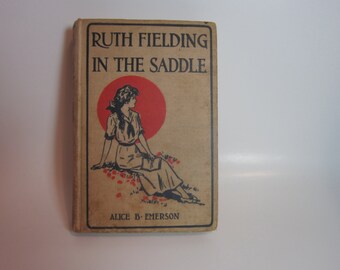 RUTH FIELDING
IN THE SADDLE
ALICE B. EMERSON